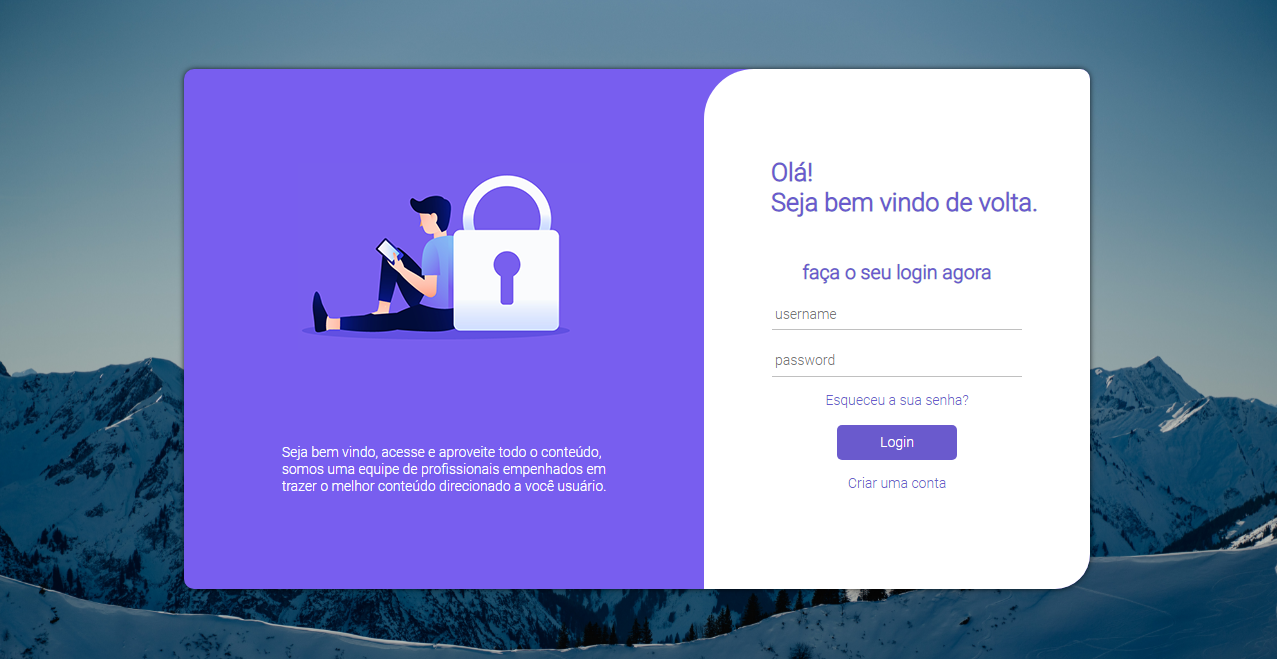 Olá!
Seja bem vindo de volta.
faça o seu login agora
username
password
Esqueceu a sua senha?
Login
Criar uma conta
Seja bem vindo, acesse e aproveite todo o conteúdo,
somos uma equipe de profissionais empenhados em
trazer o melhor conteúdo direcionado a você usuário.